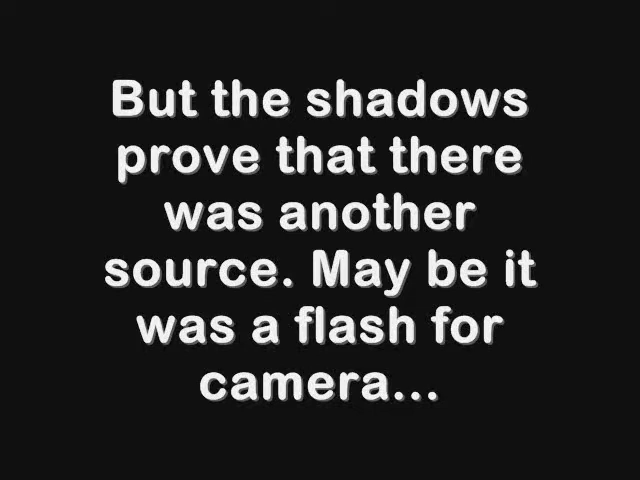 But the shadows
prove that there
was another
source. May be it
was a flash for
camera...